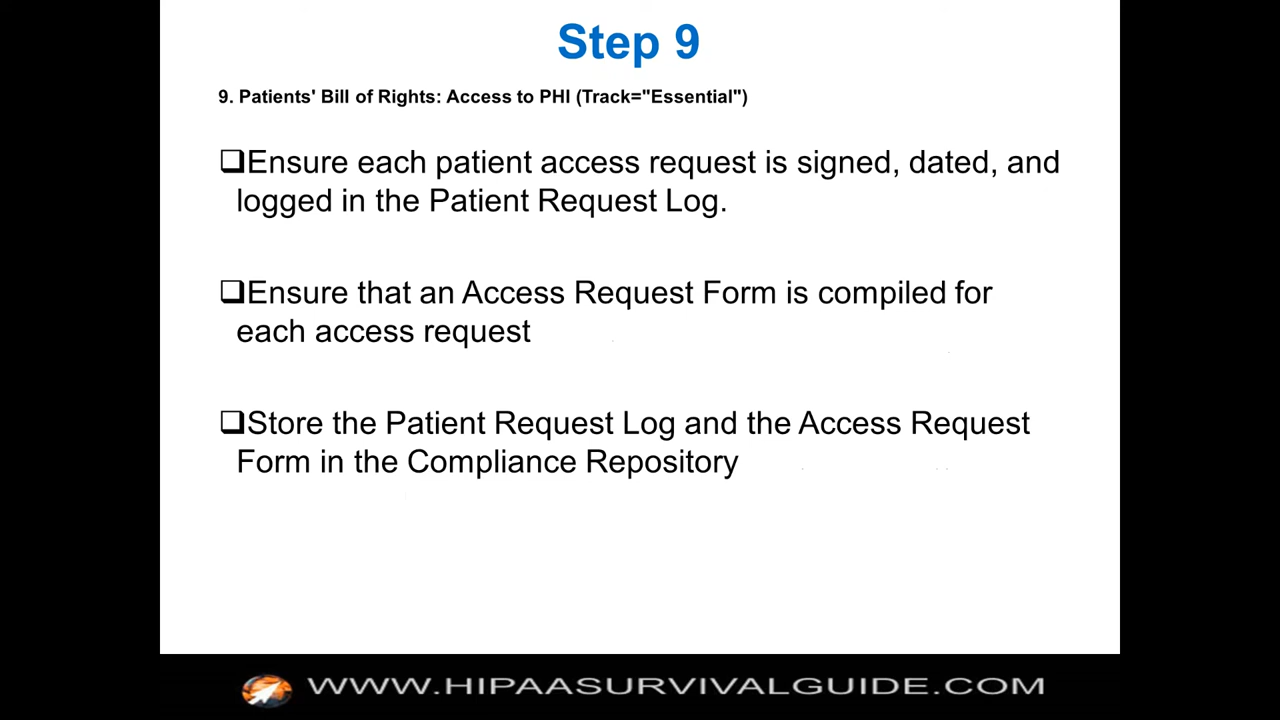 Step 9
9. Patients' Bill of Rights: Access to PHI (Track="Essential")
❑Ensure each patient access request is signed, dated, and
logged in the Patient Request Log.
❑Ensure that an Access Request Form is compiled for
each access request
❑Store the Patient Request Log and the Access Request
Form in the Compliance Repository
WWW.HIPAASURVIVALGUIDE.COM